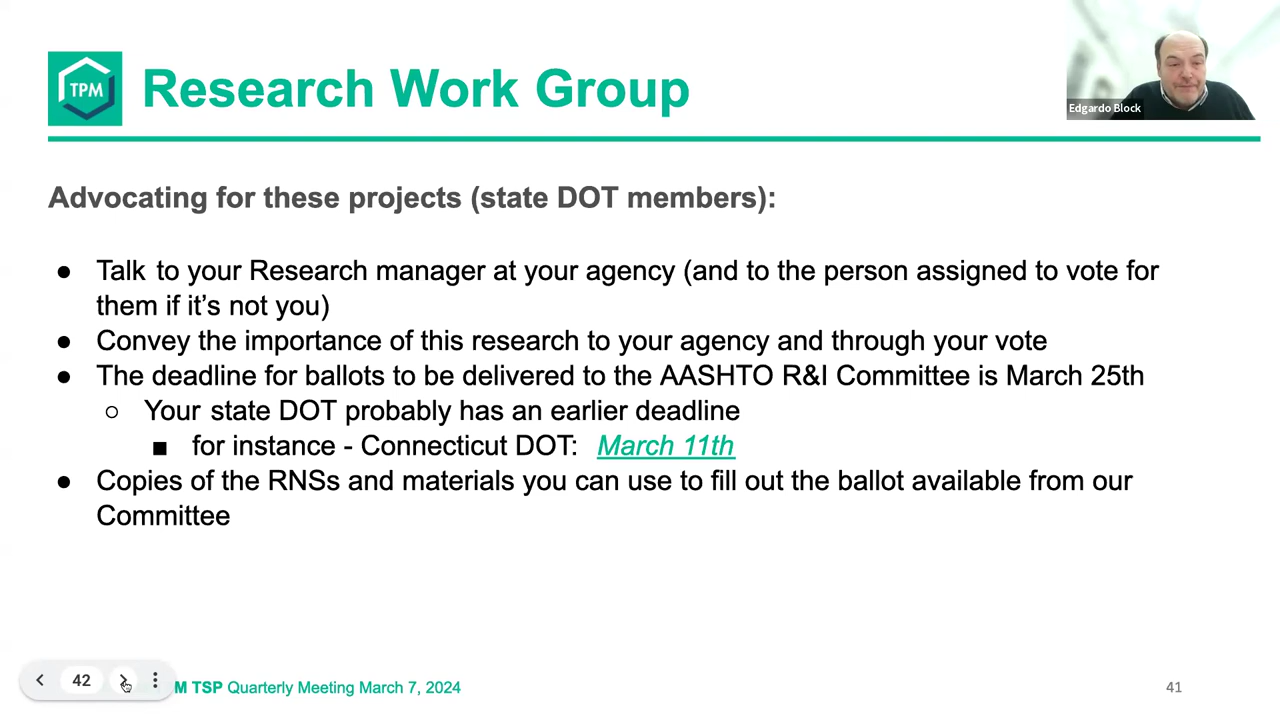 TPM
Research Work Group
Edgardo Block
Advocating for these projects (state DOT members):
● Talk to your Research manager at your agency (and to the person assigned to vote for
them if it's not you)
● Convey the importance of this research to your agency and through your vote
● The deadline for ballots to be delivered to the AASHTO R&I Committee is March 25th
○ Your state DOT probably has an earlier deadline
■ for instance - Connecticut DOT: March 11th
● Copies of the RNSs and materials you can use to fill out the ballot available from our
Committee
42
M TSP Quarterly Meeting March 7, 2024
41